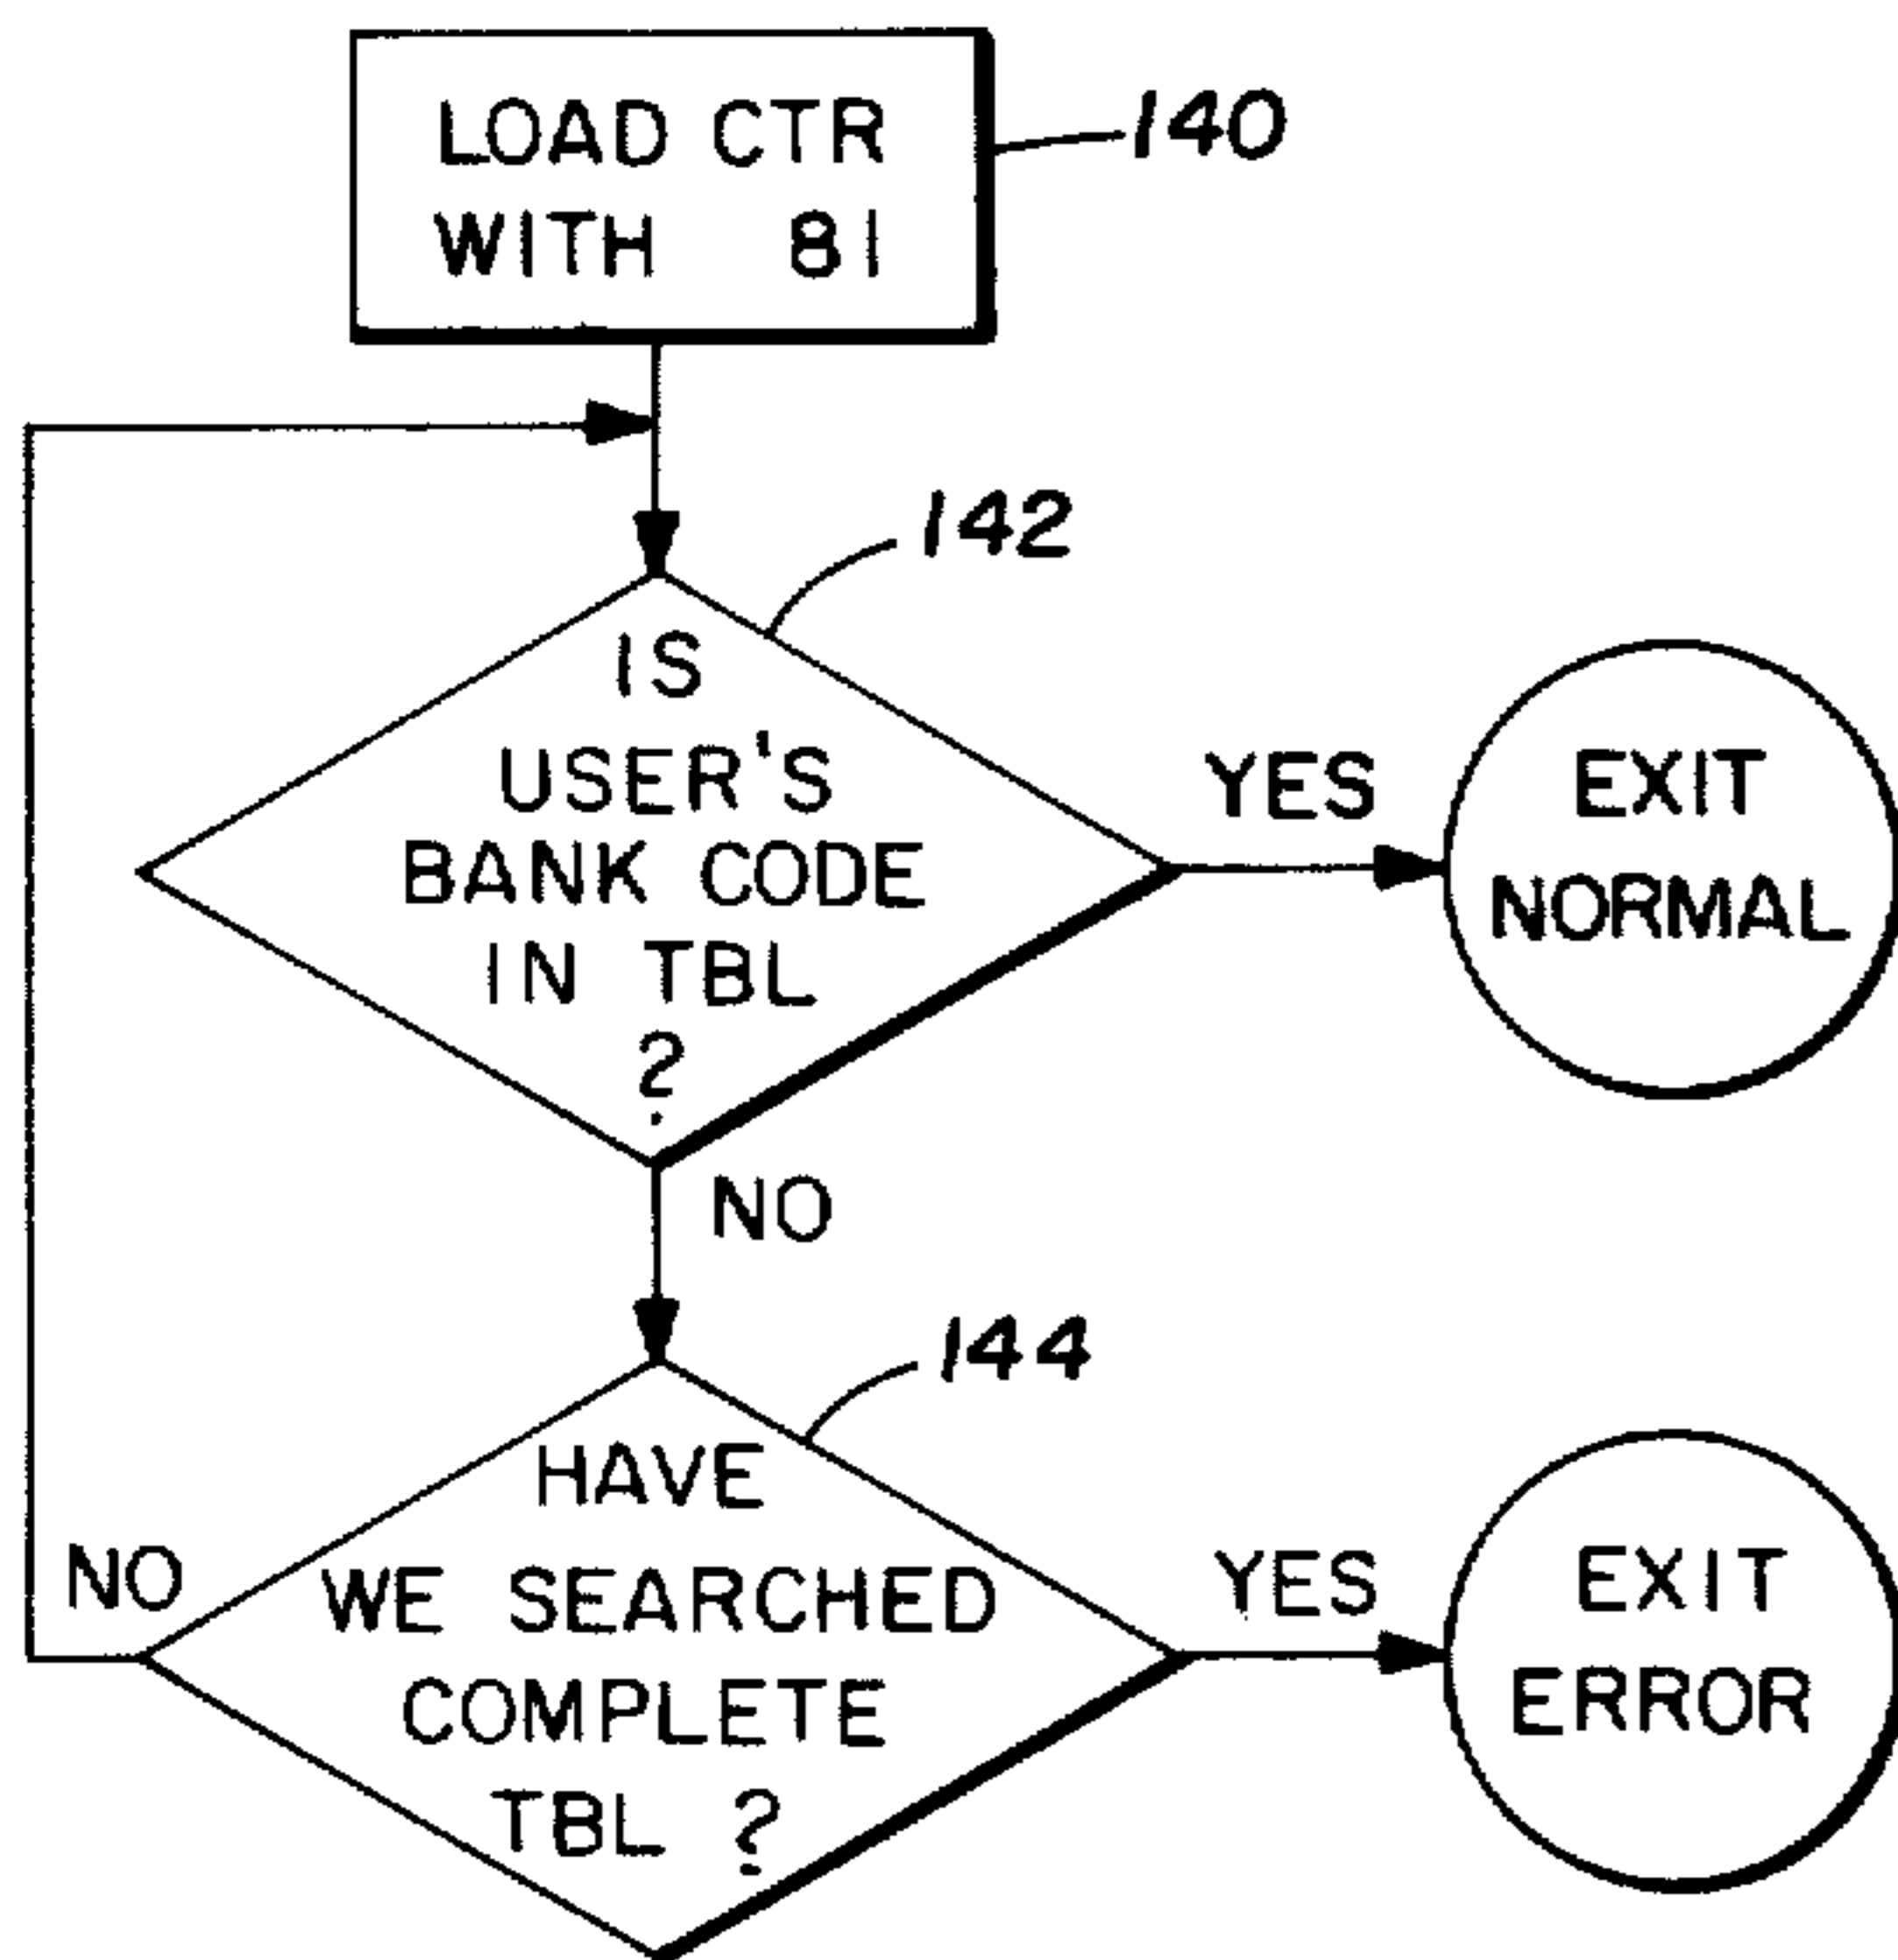 LOAD CTR
WITH 81
140
142
IS
USER'S
BANK CODE
IN TBL
?
YES
EXIT
NORMAL
NO
144
HAVE
WE SEARCHED
COMPLETE
TBL ?
NO
YES
EXIT
ERROR